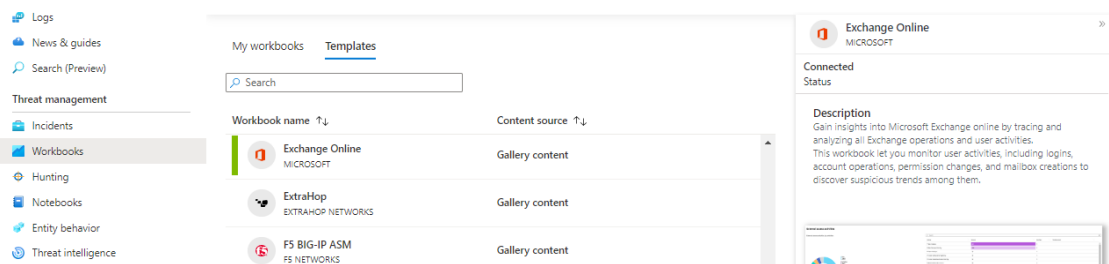 Logs
News & guides
Search (Preview)
Threat management
Incidents
Workbooks
Hunting
Notebooks
Entity behavior
Threat intelligence
My workbooks Templates
Search
Workbook name ↑↓ Content source ↑↓
Exchange Online
MICROSOFT
Gallery content
ExtraHop
EXTRAHOP NETWORKS
Gallery content
F5 BIG-IP ASM
F5 NETWORKS
Gallery content
Exchange Online
MICROSOFT
Connected
Status
Description
Gain insights into Microsoft Exchange online by tracing and
analyzing all Exchange operations and user activities.
This workbook let you monitor user activities, including logins,
account operations, permission changes, and mailbox creations to
discover suspicious trends among them.